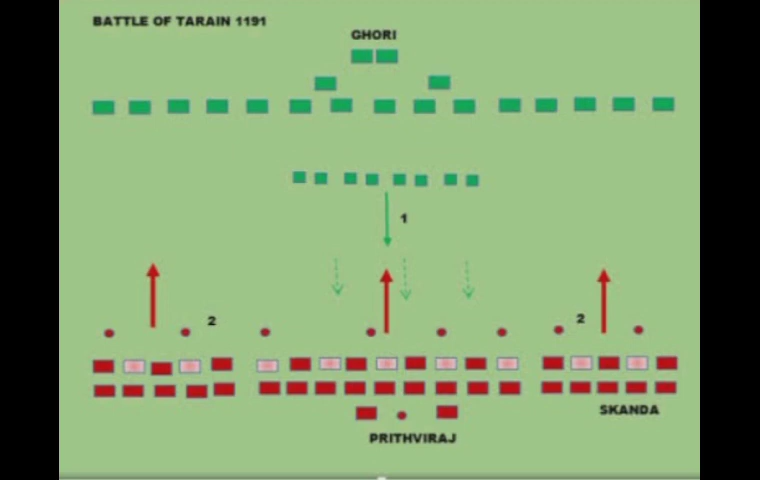 BATTLE OF TARAIN 1191
GHORI
1
2
2
SKANDA
PRITHVIRAJ